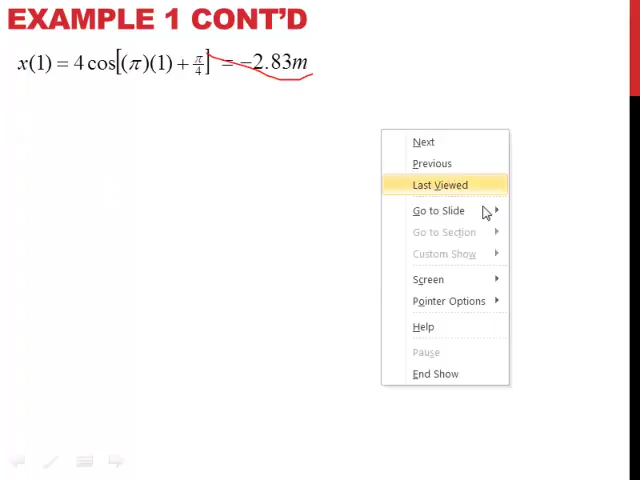 EXAMPLE 1 CONT'D
x(1) = 4 cos[(π)(1) + π/4] = −2.83m
Next
Previous
Last Viewed
Go to Slide
Go to Section
Custom Show
Screen
Pointer Options
Help
Pause
End Show